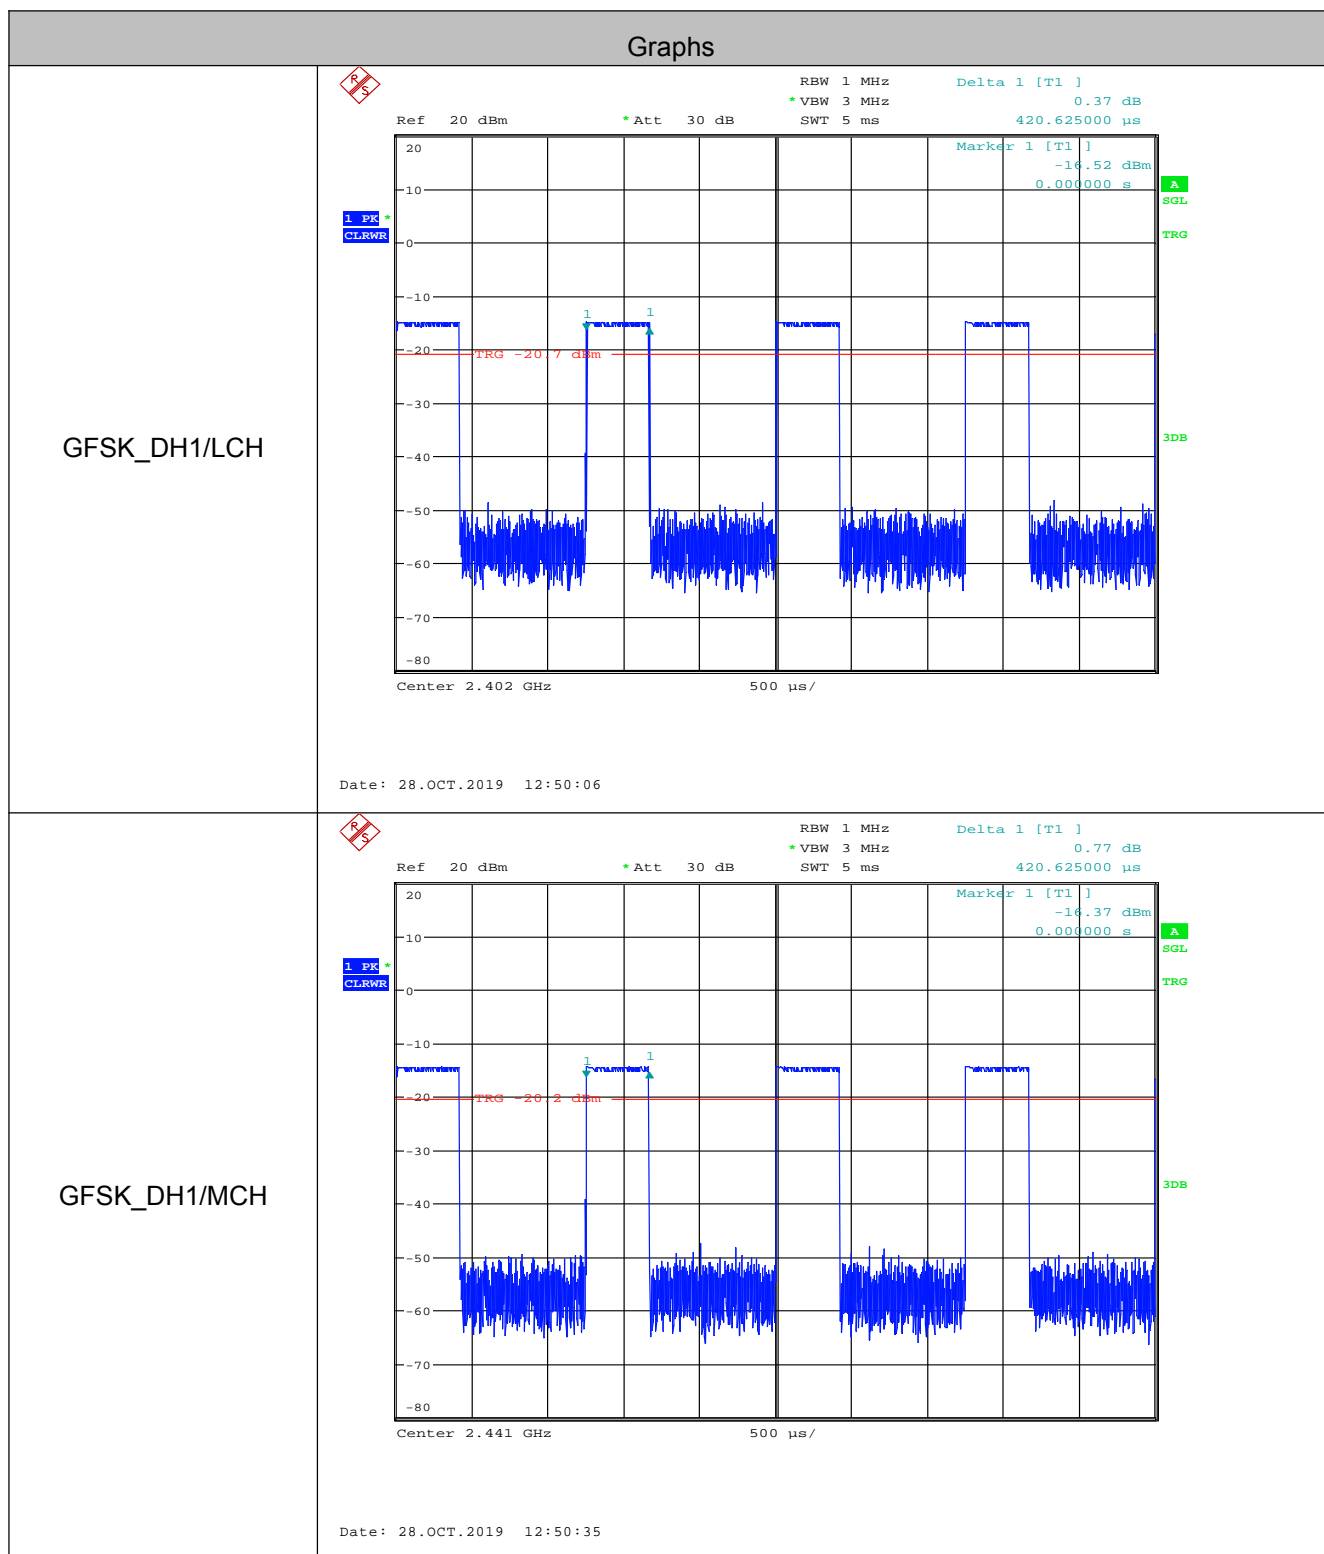 Graphs
GFSK_DH1/LCH
R S
RBW 1 MHz Delta 1 [T1 ]
* VBW 3 MHz 0.37 dB
Ref 20 dBm * Att 30 dB SWT 5 ms 420.625000 µs
20 Marker 1 [T1 ]
-16.52 dBm
10 0.000000 s A
SGL
1 PK *
CLRWR TRG
0
-10
1 1
-20 TRG -20.7 dBm
-30
3DB
-40
-50
-60
-70
-80
Center 2.402 GHz 500 µs/
Date: 28.OCT.2019 12:50:06
GFSK_DH1/MCH
R S
RBW 1 MHz Delta 1 [T1 ]
* VBW 3 MHz 0.77 dB
Ref 20 dBm * Att 30 dB SWT 5 ms 420.625000 µs
20 Marker 1 [T1 ]
-16.37 dBm
10 0.000000 s A
SGL
1 PK *
CLRWR TRG
0
-10
1 1
-20 TRG -20.2 dBm
-30
3DB
-40
-50
-60
-70
-80
Center 2.441 GHz 500 µs/
Date: 28.OCT.2019 12:50:35